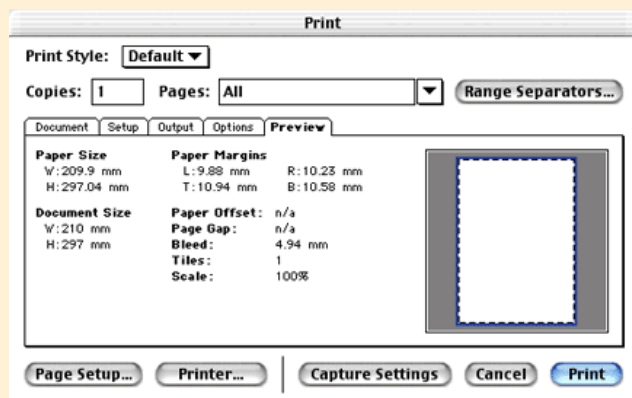 Print
Print Style: Default
Copies: 1 Pages: All Range Separators...
Document Setup Output Options Preview
Paper Size Paper Margins
W:209.9 mm L:9.88 mm R:10.23 mm
H:297.04 mm T:10.94 mm B:10.58 mm
Document Size Paper Offset: n/a
W:210 mm Page Gap: n/a
H:297 mm Bleed: 4.94 mm
Tiles: 1
Scale: 100%
Page Setup... Printer... Capture Settings Cancel Print